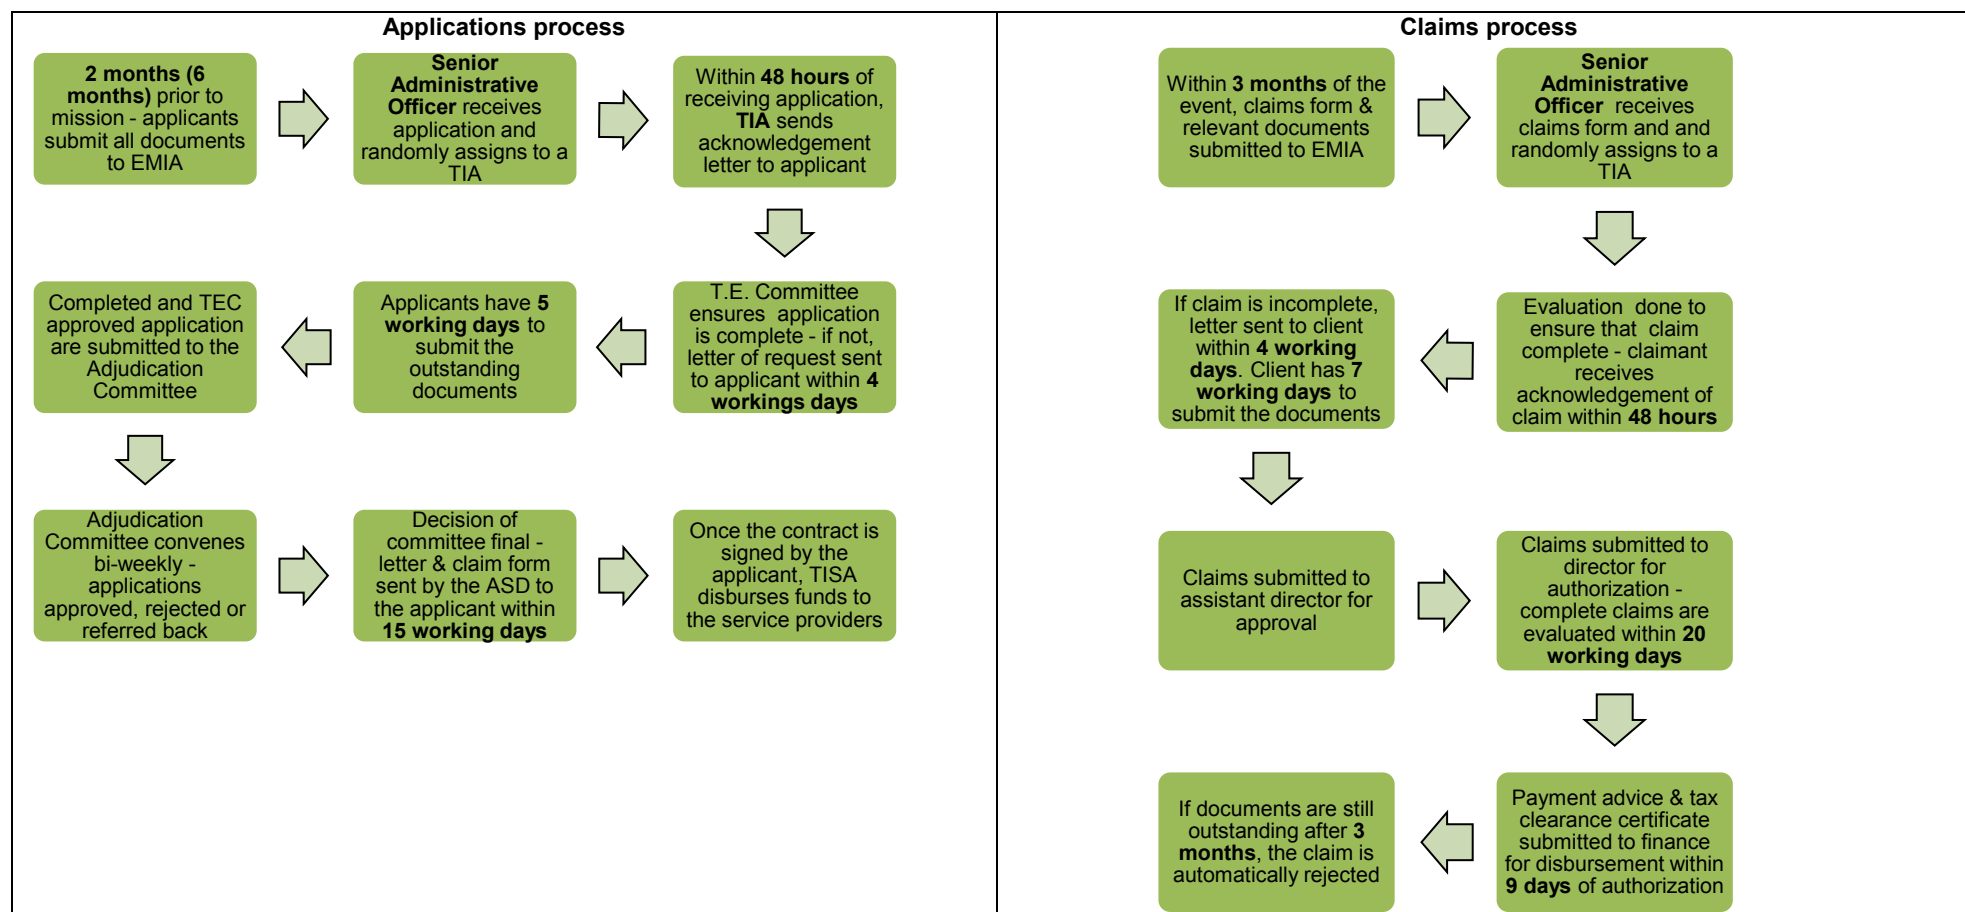 Applications process
2 months (6
months) prior to
mission - applicants
submit all documents
to EMIA
Senior
Administrative
Officer receives
application and
randomly assigns to a
TIA
Within 48 hours of
receiving application,
TIA sends
acknowledgement
letter to applicant
T.E. Committee
ensures application
is complete - if not,
letter of request sent
to applicant within 4
workings days
Applicants have 5
working days to
submit the
outstanding
documents
Completed and TEC
approved application
are submitted to the
Adjudication
Committee
Adjudication
Committee convenes
bi-weekly -
applications
approved, rejected or
referred back
Decision of
committee final -
letter & claim form
sent by the ASD to
the applicant within
15 working days
Once the contract is
signed by the
applicant, TISA
disburses funds to
the service providers
Claims process
Within 3 months of the
event, claims form &
relevant documents
submitted to EMIA
Senior
Administrative
Officer receives
claims form and and
randomly assigns to a
TIA
Evaluation done to
ensure that claim
complete - claimant
receives
acknowledgement of
claim within 48 hours
If claim is incomplete,
letter sent to client
within 4 working
days. Client has 7
working days to
submit the documents
Claims submitted to
assistant director for
approval
Claims submitted to
director for
authorization -
complete claims are
evaluated within 20
working days
Payment advice & tax
clearance certificate
submitted to finance
for disbursement within
9 days of authorization
If documents are still
outstanding after 3
months, the claim is
automatically rejected